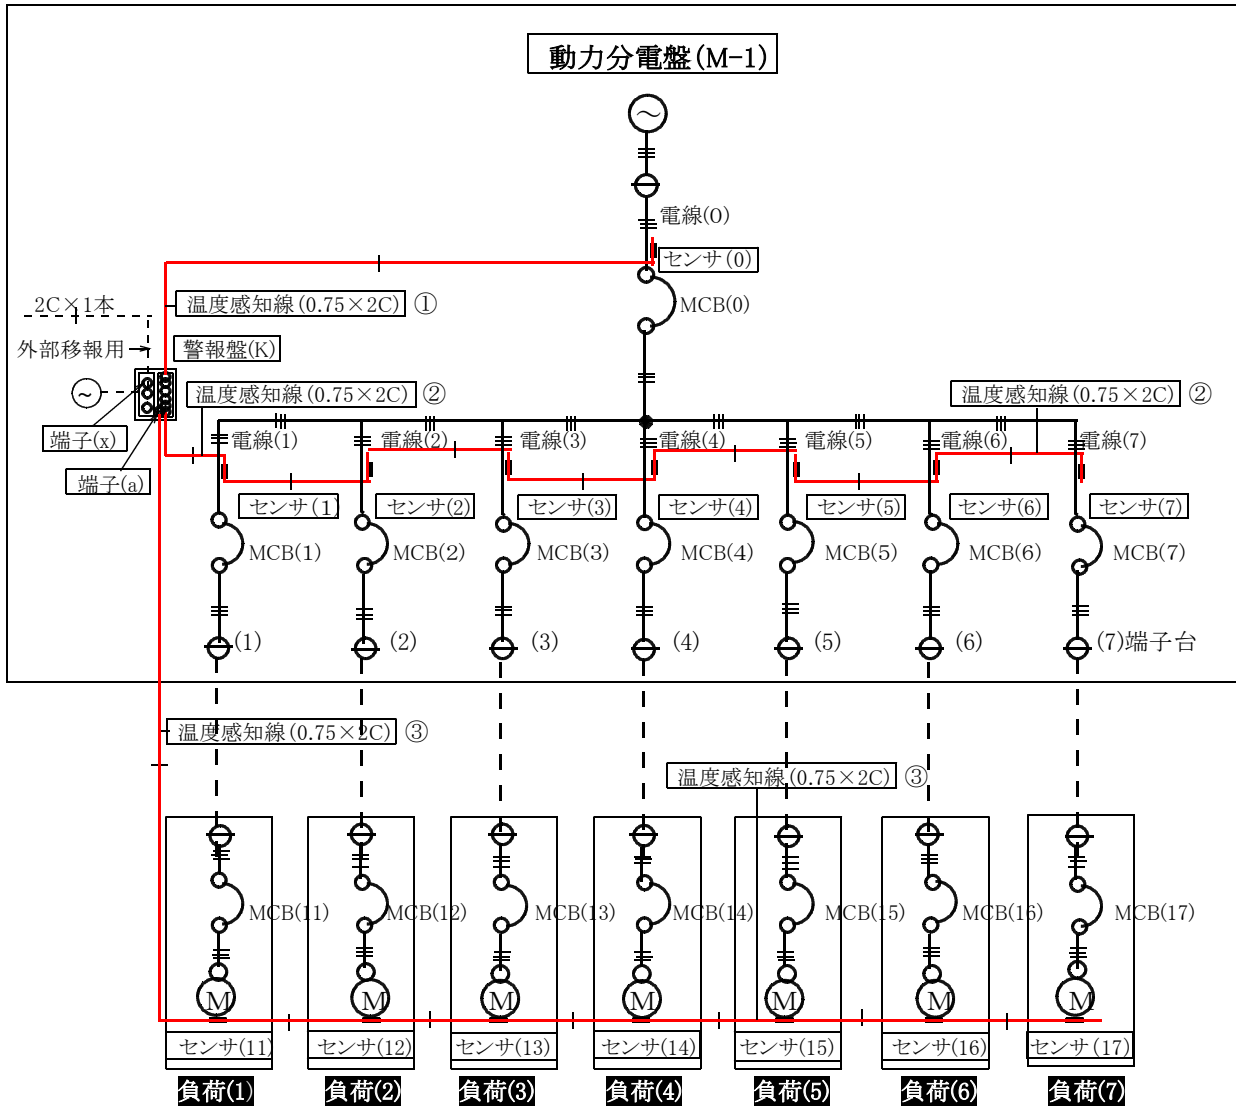 動力分電盤(M-1)
～
電線(0)
センサ(0)
2C×1本
温度感知線(0.75×2C) ①
MCB(0)
外部移報用
警報盤(K)
～
温度感知線(0.75×2C) ②
温度感知線(0.75×2C) ②
端子(x)
電線(1) 電線(2) 電線(3) 電線(4) 電線(5) 電線(6) 電線(7)
端子(a)
センサ(1) センサ(2) センサ(3) センサ(4) センサ(5) センサ(6) センサ(7)
MCB(1) MCB(2) MCB(3) MCB(4) MCB(5) MCB(6) MCB(7)
(1) (2) (3) (4) (5) (6) (7)端子台
温度感知線(0.75×2C) ③
温度感知線(0.75×2C) ③
MCB(11) MCB(12) MCB(13) MCB(14) MCB(15) MCB(16) MCB(17)
M M M M M M M
センサ(11) センサ(12) センサ(13) センサ(14) センサ(15) センサ(16) センサ(17)
負荷(1) 負荷(2) 負荷(3) 負荷(4) 負荷(5) 負荷(6) 負荷(7)